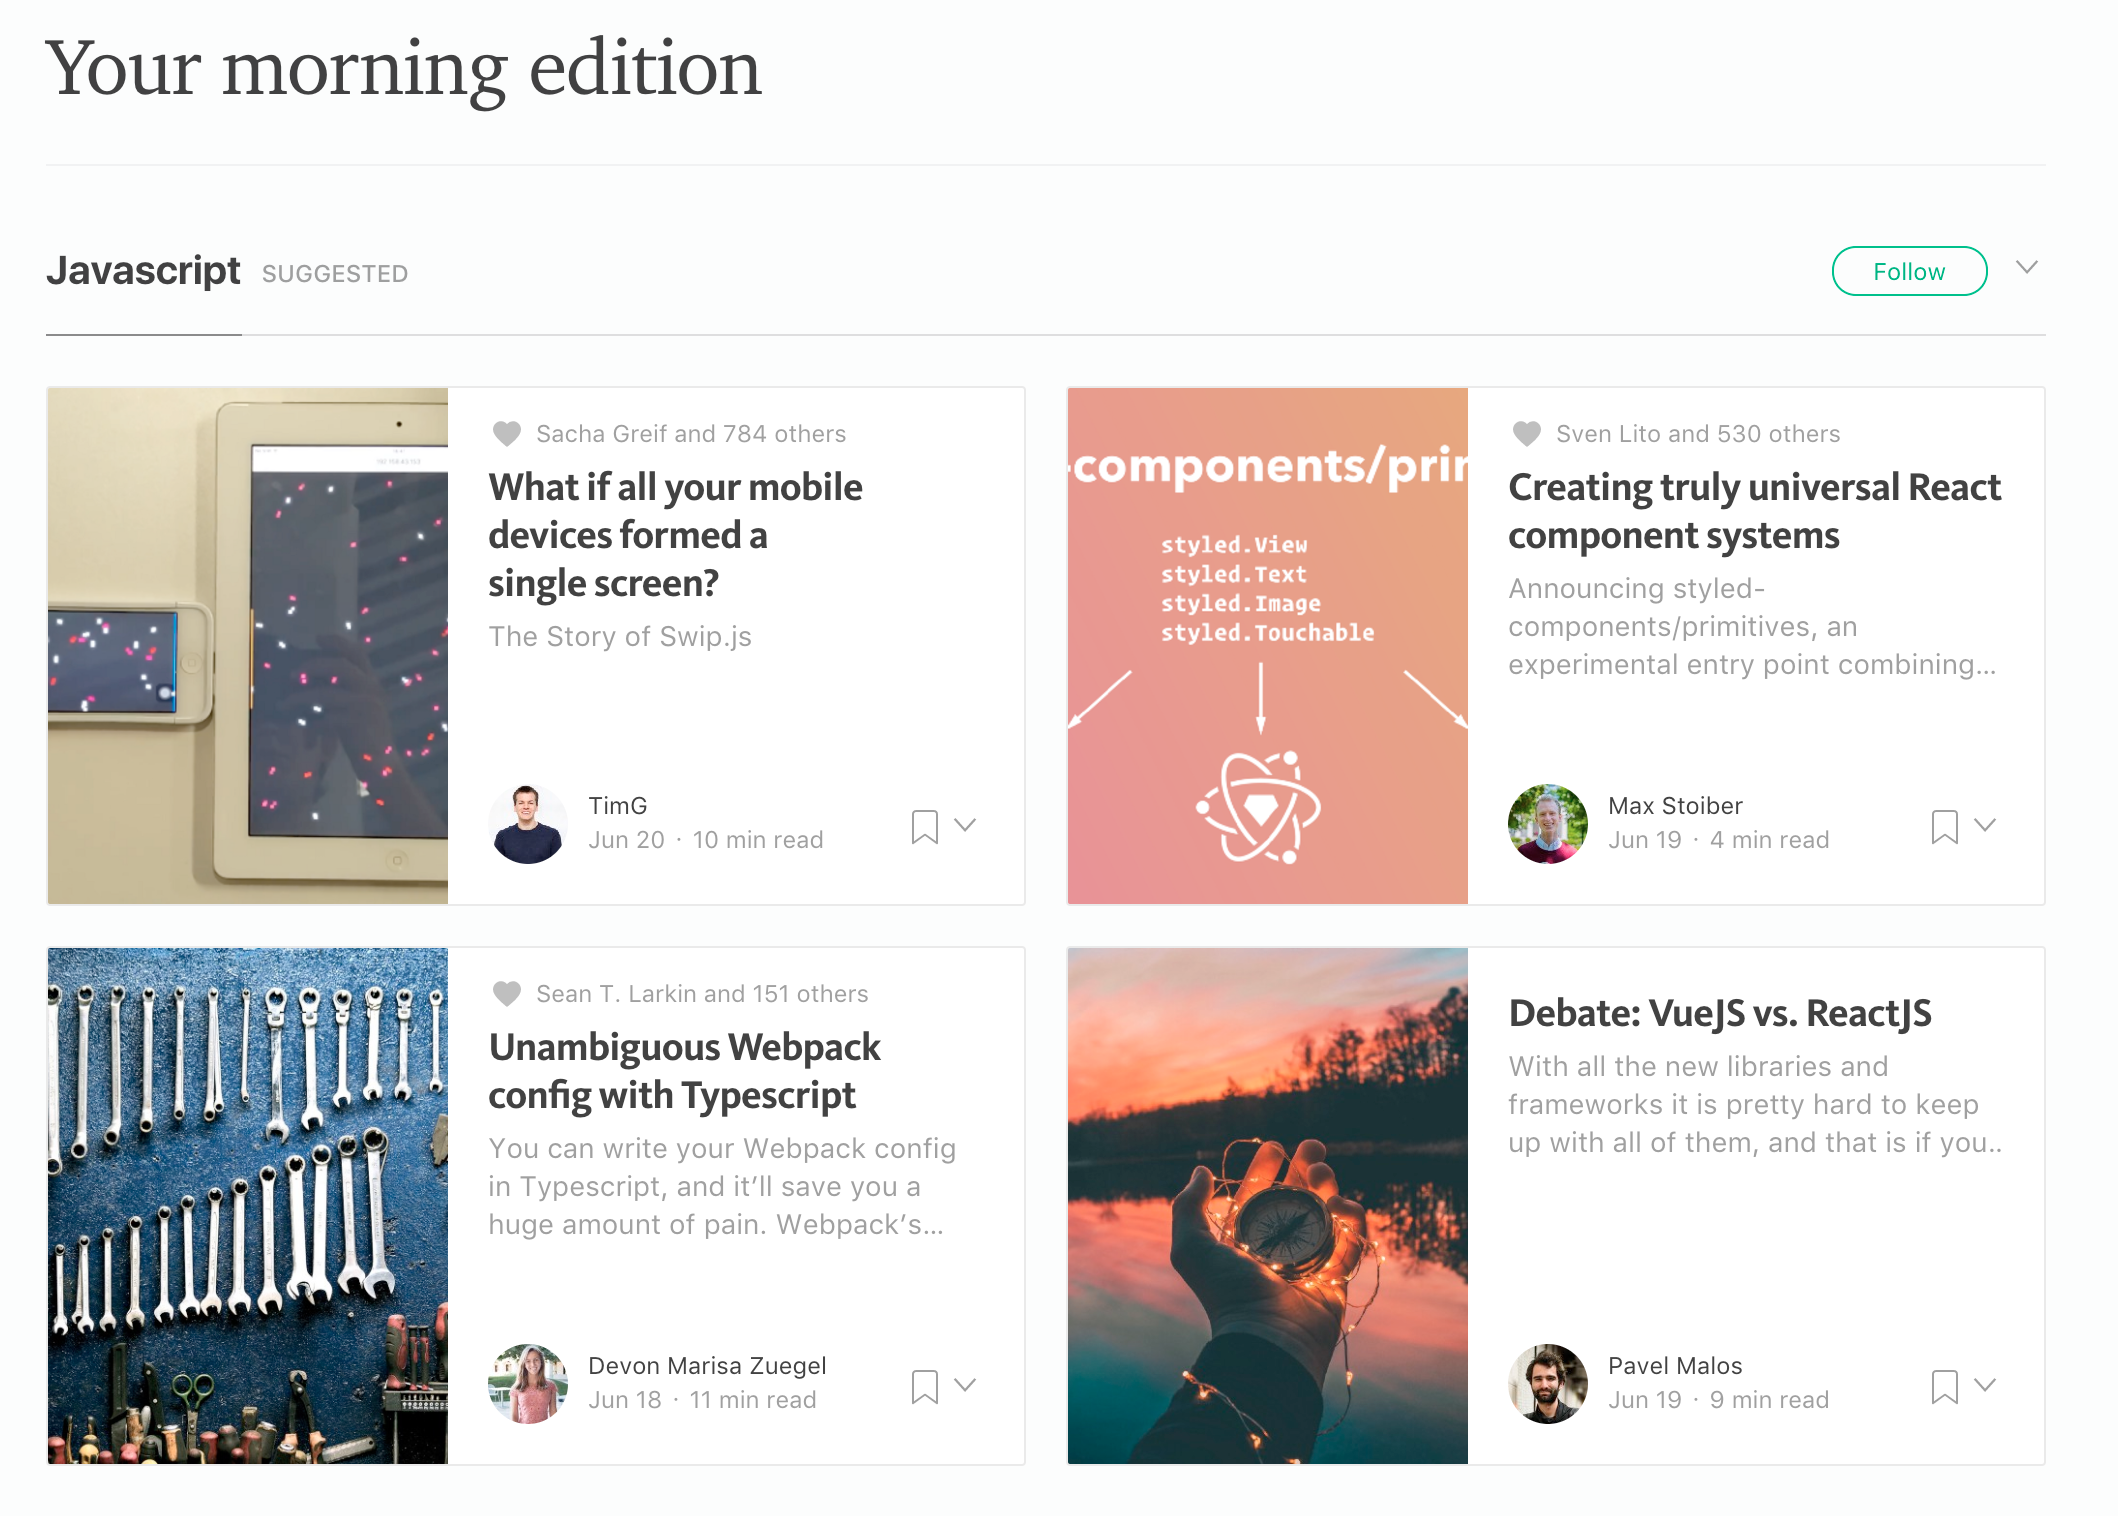 Your morning edition
Javascript SUGGESTED
Follow
Sacha Greif and 784 others
What if all your mobile
devices formed a
single screen?
The Story of Swip.js
TimG
Jun 20 · 10 min read
-components/prim
styled.View
styled.Text
styled.Image
styled.Touchable
Sven Lito and 530 others
Creating truly universal React
component systems
Announcing styled-
components/primitives, an
experimental entry point combining...
Max Stoiber
Jun 19 · 4 min read
Sean T. Larkin and 151 others
Unambiguous Webpack
config with Typescript
You can write your Webpack config
in Typescript, and it’ll save you a
huge amount of pain. Webpack’s...
Devon Marisa Zuegel
Jun 18 · 11 min read
Debate: VueJS vs. ReactJS
With all the new libraries and
frameworks it is pretty hard to keep
up with all of them, and that is if you..
Pavel Malos
Jun 19 · 9 min read